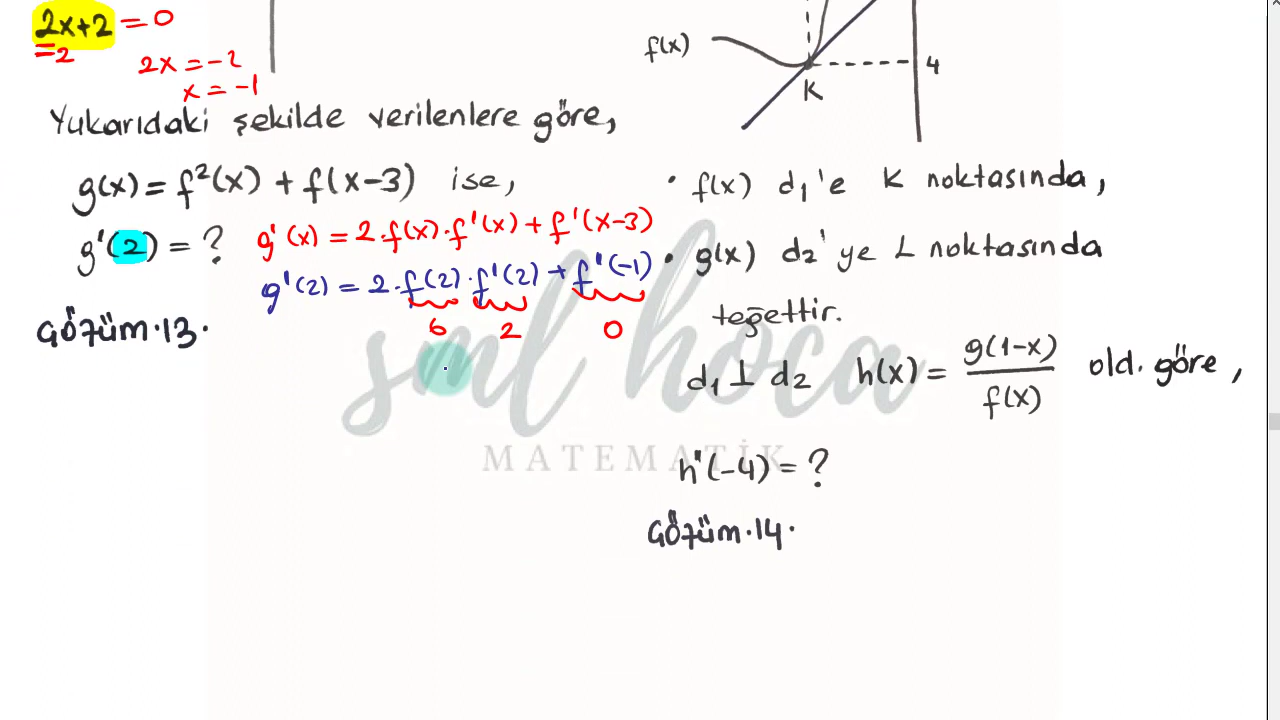 2x+2 = 0
=2
2x = -2
x = -1
Yukarıdaki şekilde verilenlere göre,
g(x) = f²(x) + f(x-3) ise,
g'(2) = ?
g'(x) = 2.f(x).f'(x) + f'(x-3)
g'(2) = 2.f(2).f'(2) + f'(-1)
6 2 0
Çözüm.13.
f(x)
K
4
• f(x) d₁'e K noktasında,
• g(x) d₂'ye L noktasında
teğettir.
d₁ ⊥ d₂ h(x) = g(1-x)/f(x) old. göre,
h'(-4) = ?
Çözüm.14.
sml hoca
MATEMATİK